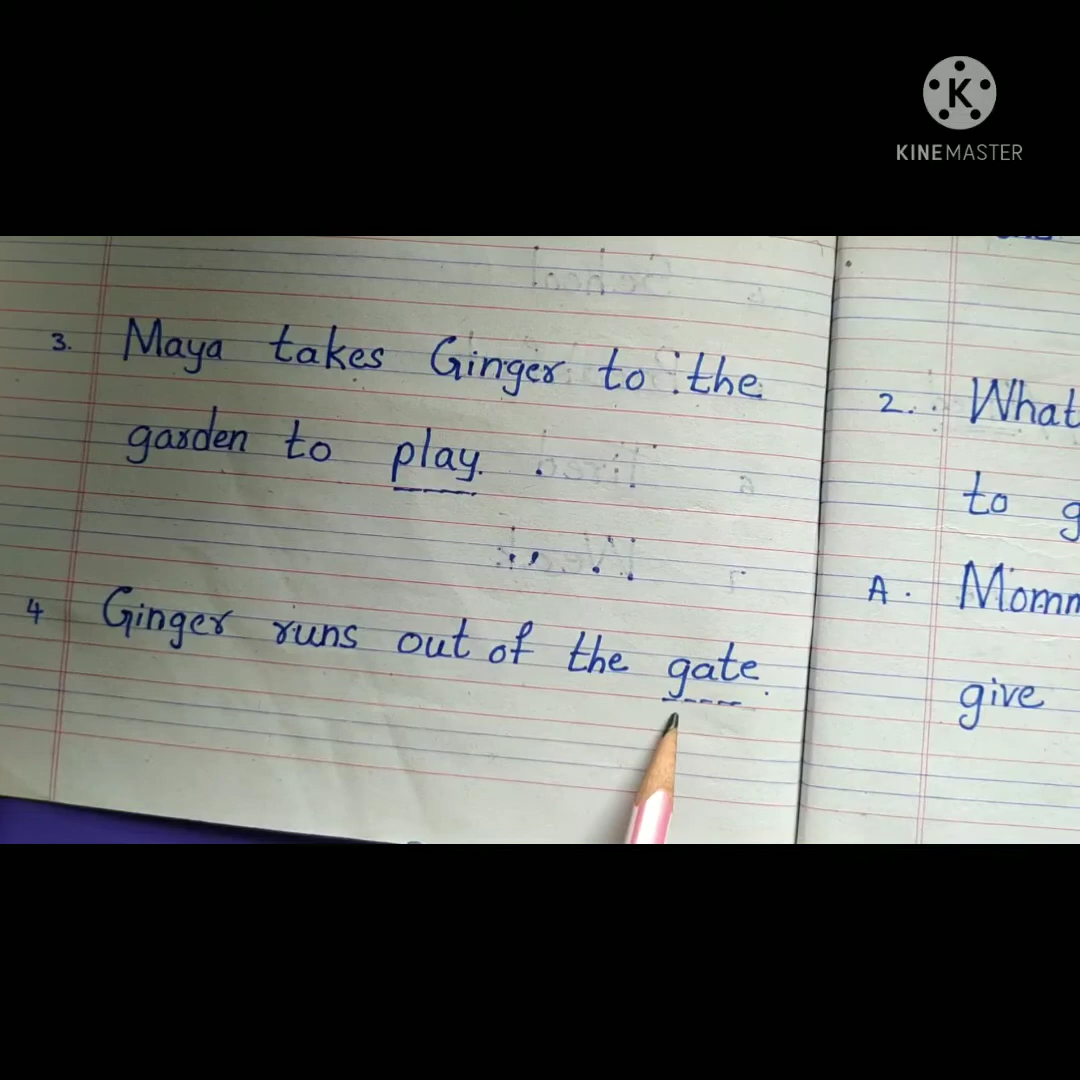 KINEMASTER
3. Maya takes Ginger to the
garden to play.
4 Ginger runs out of the gate.
2. What
to g
A. Momm
give